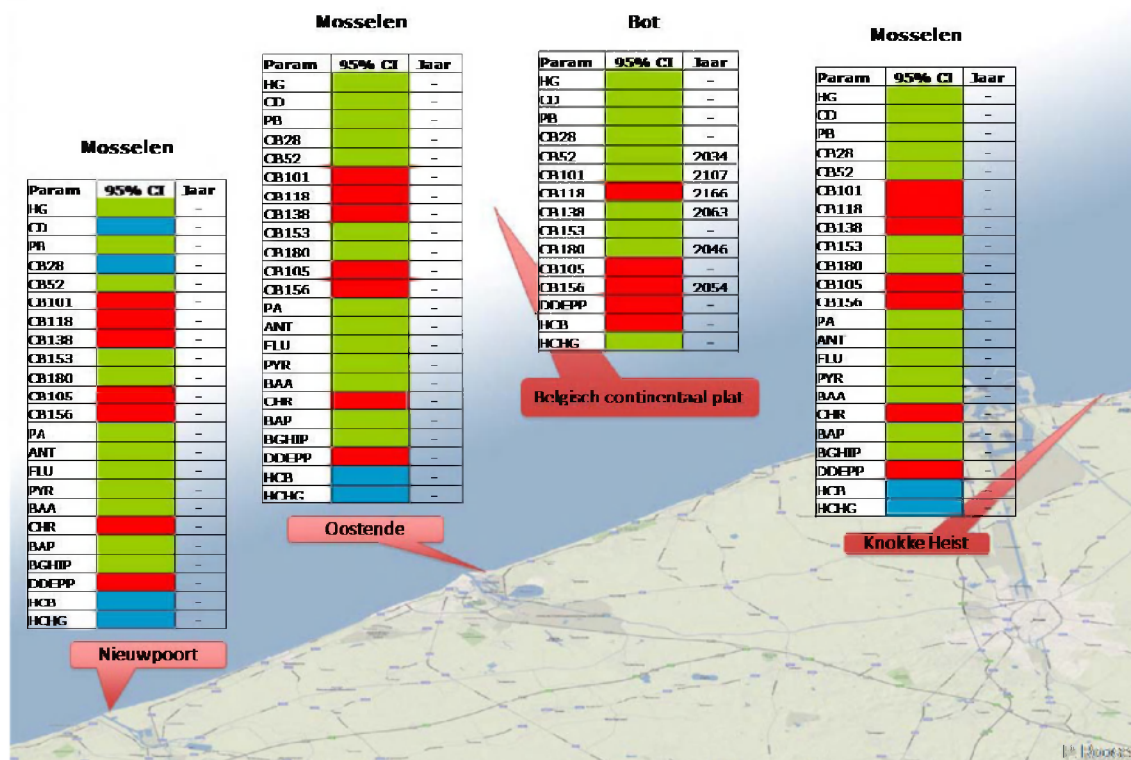 Mosselen
Param 95% CI Jaar
HG -
CD -
PB -
CB28 -
CB52 -
CB101 -
CB118 -
CB138 -
CB153 -
CB180 -
CB105 -
CB156 -
PA -
ANT -
FLU -
PYR -
BAA -
CHR -
BAP -
BGHIP -
DDEPP -
HCB -
HCHG -
Nieuwpoort
Mosselen
Param 95% CI Jaar
HG -
CD -
PB -
CB28 -
CB52 -
CB101 -
CB118 -
CB138 -
CB153 -
CB180 -
CB105 -
CB156 -
PA -
ANT -
FLU -
PYR -
BAA -
CHR -
BAP -
BGHIP -
DDEPP -
HCB -
HCHG -
Oostende
Bot
Param 95% CI Jaar
HG -
CD -
PB -
CB28 -
CB52 2034
CB101 2107
CB118 2166
CB138 2063
CB153 -
CB180 2046
CB105 -
CB156 2054
DDEPP -
HCB -
HCHG -
Belgisch continentaal plat
Mosselen
Param 95% CI Jaar
HG -
CD -
PB -
CB28 -
CB52 -
CB101 -
CB118 -
CB138 -
CB153 -
CB180 -
CB105 -
CB156 -
PA -
ANT -
FLU -
PYR -
BAA -
CHR -
BAP -
BGHIP -
DDEPP -
HCB -
HCHG -
Knokke Heist